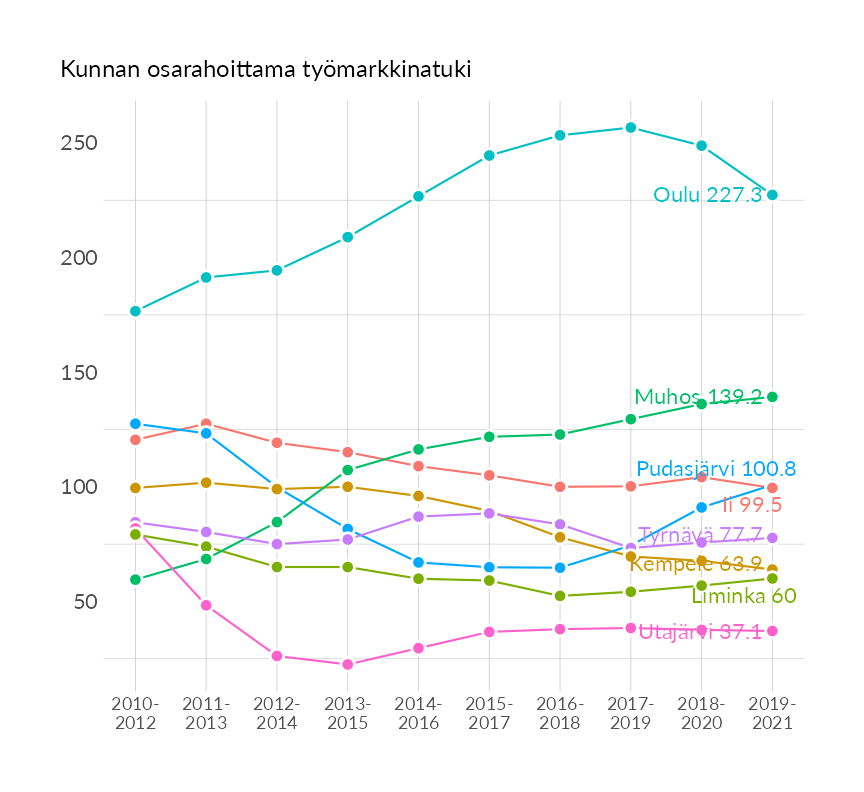 Kunnan osarahoittama työmarkkinatuki
250
200
150
100
50
Oulu 227.3
Muhos 139.2
Pudasjärvi 100.8
Ii 99.5
Tyrnävä 77.7
Kempele 63.9
Liminka 60
Utajärvi 37.1
2010-
2012
2011-
2013
2012-
2014
2013-
2015
2014-
2016
2015-
2017
2016-
2018
2017-
2019
2018-
2020
2019-
2021